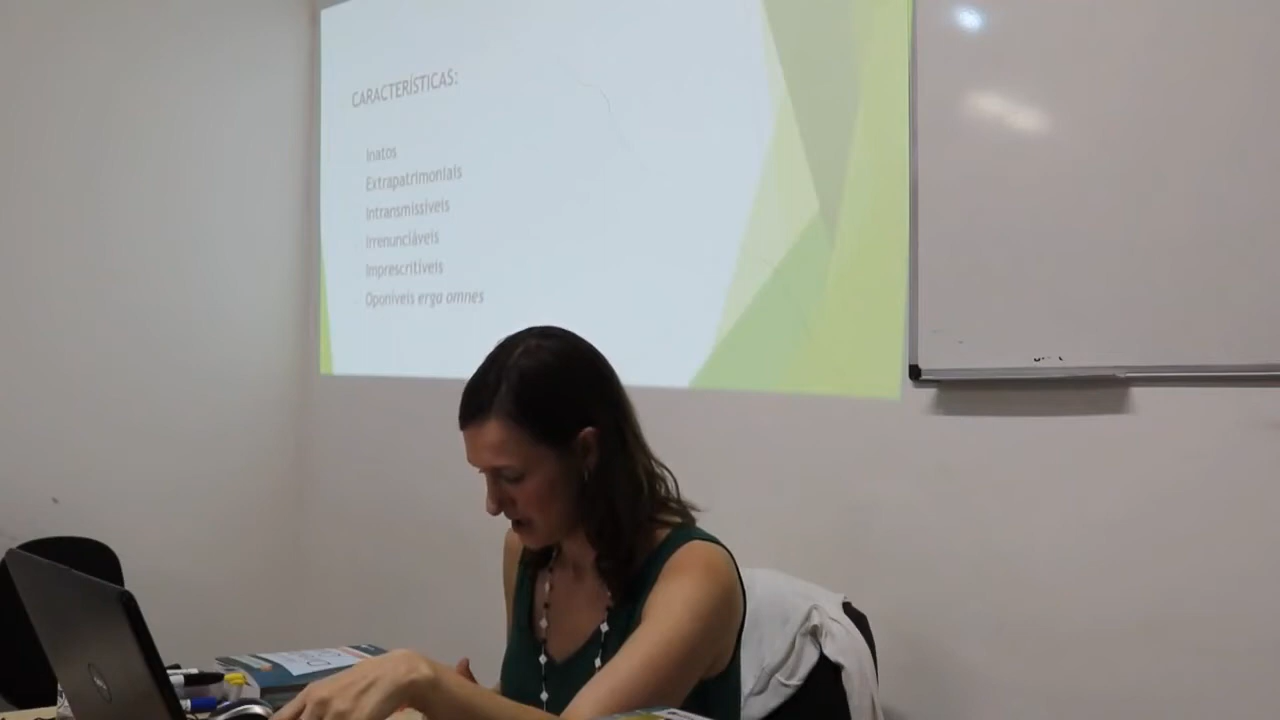 CARACTERÍSTICAS:
Inatos
Extrapatrimoniais
Intransmissíveis
Irrenunciáveis
Imprescritíveis
Oponíveis erga omnes